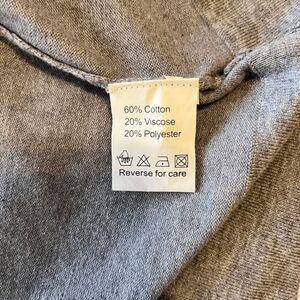 60% Cotton
20% Viscose
20% Polyester
Reverse for care